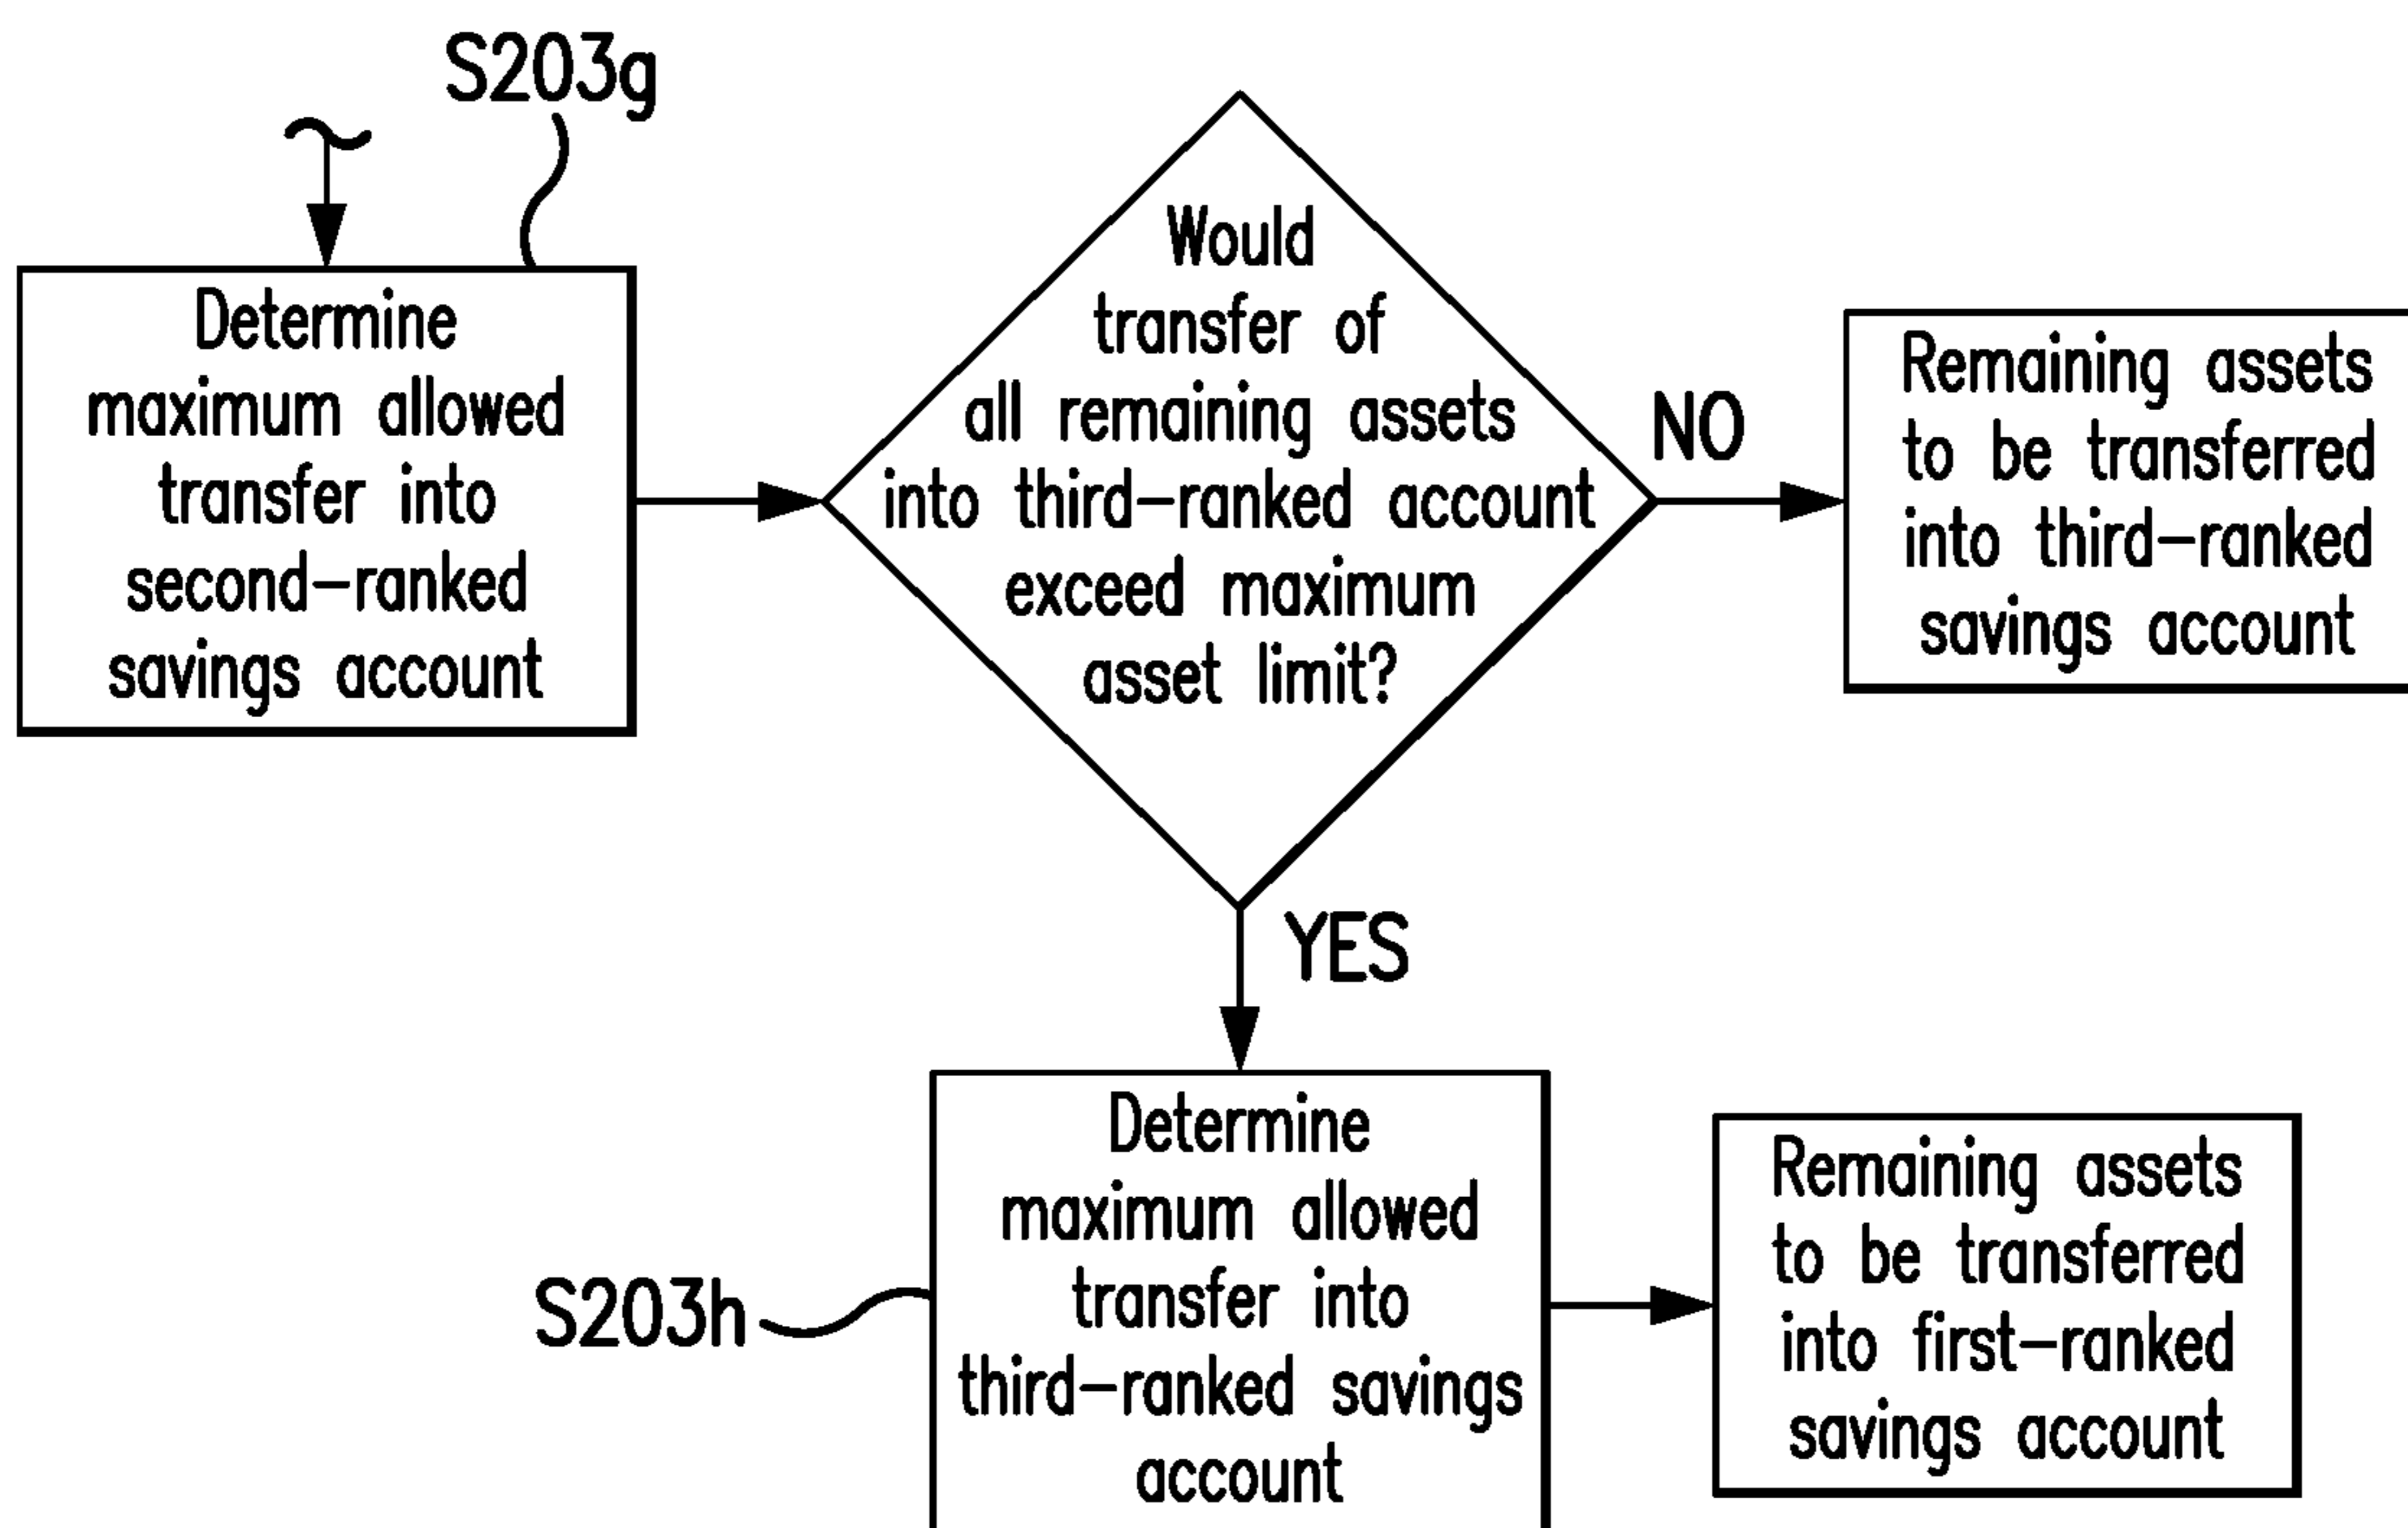 S203g
Determine
maximum allowed
transfer into
second-ranked
savings account
Would
transfer of
all remaining assets
into third-ranked account
exceed maximum
asset limit?
NO
Remaining assets
to be transferred
into third-ranked
savings account
YES
S203h
Determine
maximum allowed
transfer into
third-ranked savings
account
Remaining assets
to be transferred
into first-ranked
savings account